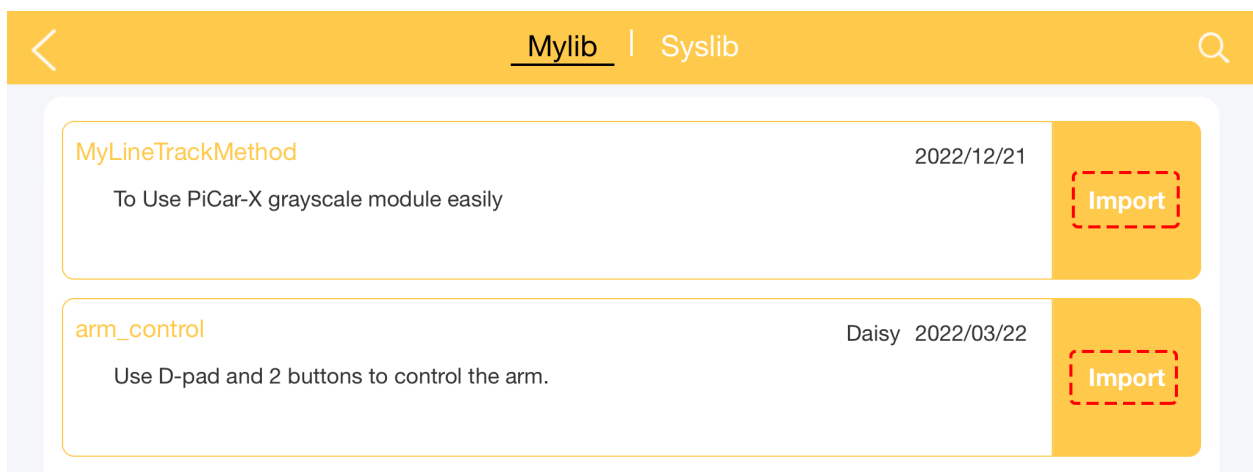 Mylib | Syslib
MyLineTrackMethod 2022/12/21
To Use PiCar-X grayscale module easily
Import
arm_control Daisy 2022/03/22
Use D-pad and 2 buttons to control the arm.
Import